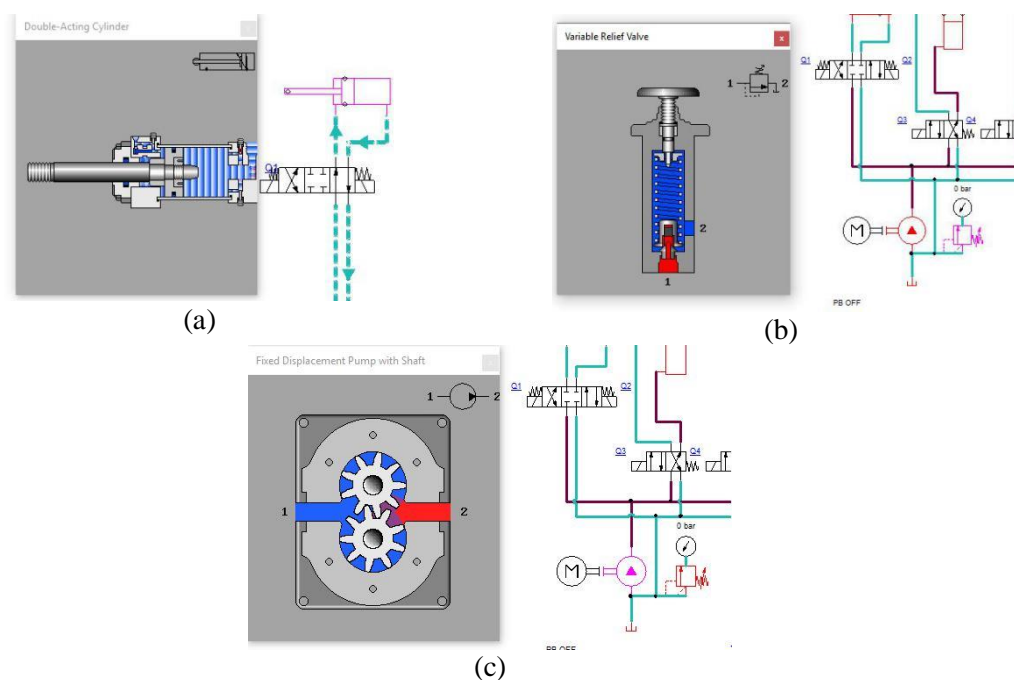 Double-Acting Cylinder
Q1
(a)
Variable Relief Valve
x
1 2
2
1
Q1 Q2
Q3 Q4
0 bar
M
PB OFF
(b)
Fixed Displacement Pump with Shaft
1 2
1 2
Q1 Q2
Q3 Q4
0 bar
M
(c)